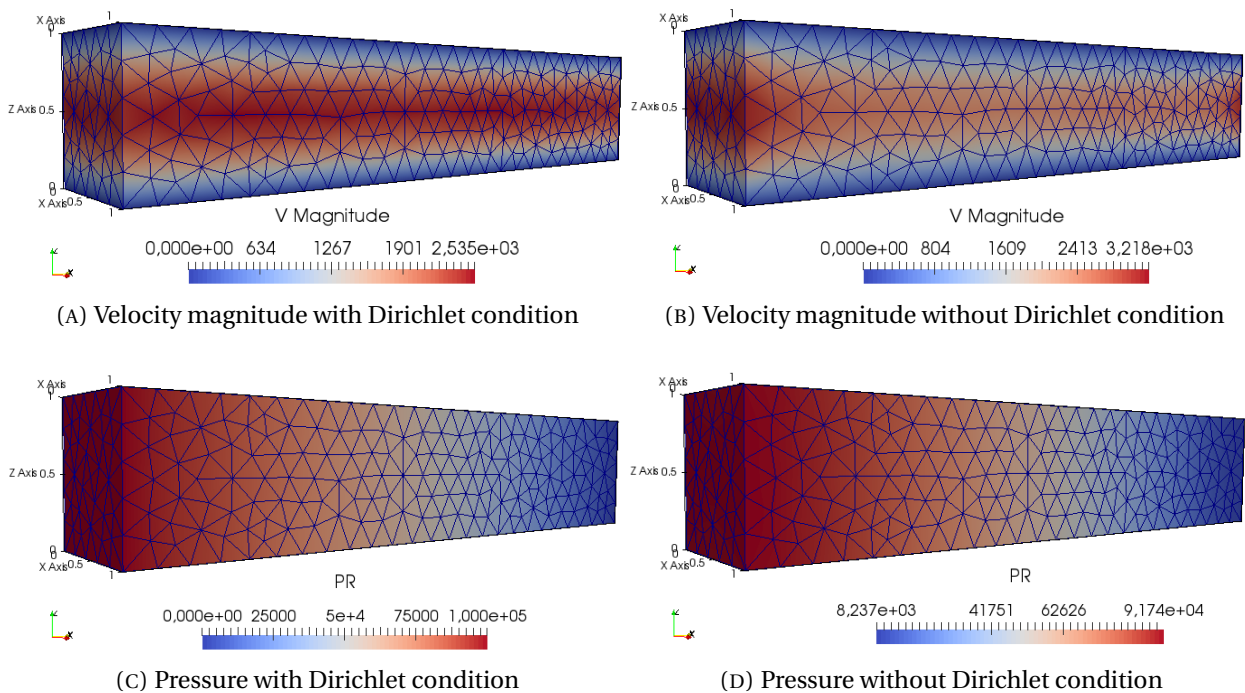 X Axis
0
1
1
Z Axis 0.5
0
0
X Axis 0.5
1
V Magnitude
0,000e+00 634 1267 1901 2,535e+03
X
(A) Velocity magnitude with Dirichlet condition
X Axis
0
1
1
Z Axis 0.5
0
0
X Axis 0.5
1
V Magnitude
0,000e+00 804 1609 2413 3,218e+03
X
(B) Velocity magnitude without Dirichlet condition
X Axis
0
1
1
Z Axis 0.5
0
0
X Axis 0.5
1
PR
0,000e+00 25000 5e+4 75000 1,000e+05
X
(C) Pressure with Dirichlet condition
X Axis
0
1
1
Z Axis 0.5
0
0
X Axis 0.5
1
PR
8,237e+03 41751 62626 9,174e+04
X
(D) Pressure without Dirichlet condition